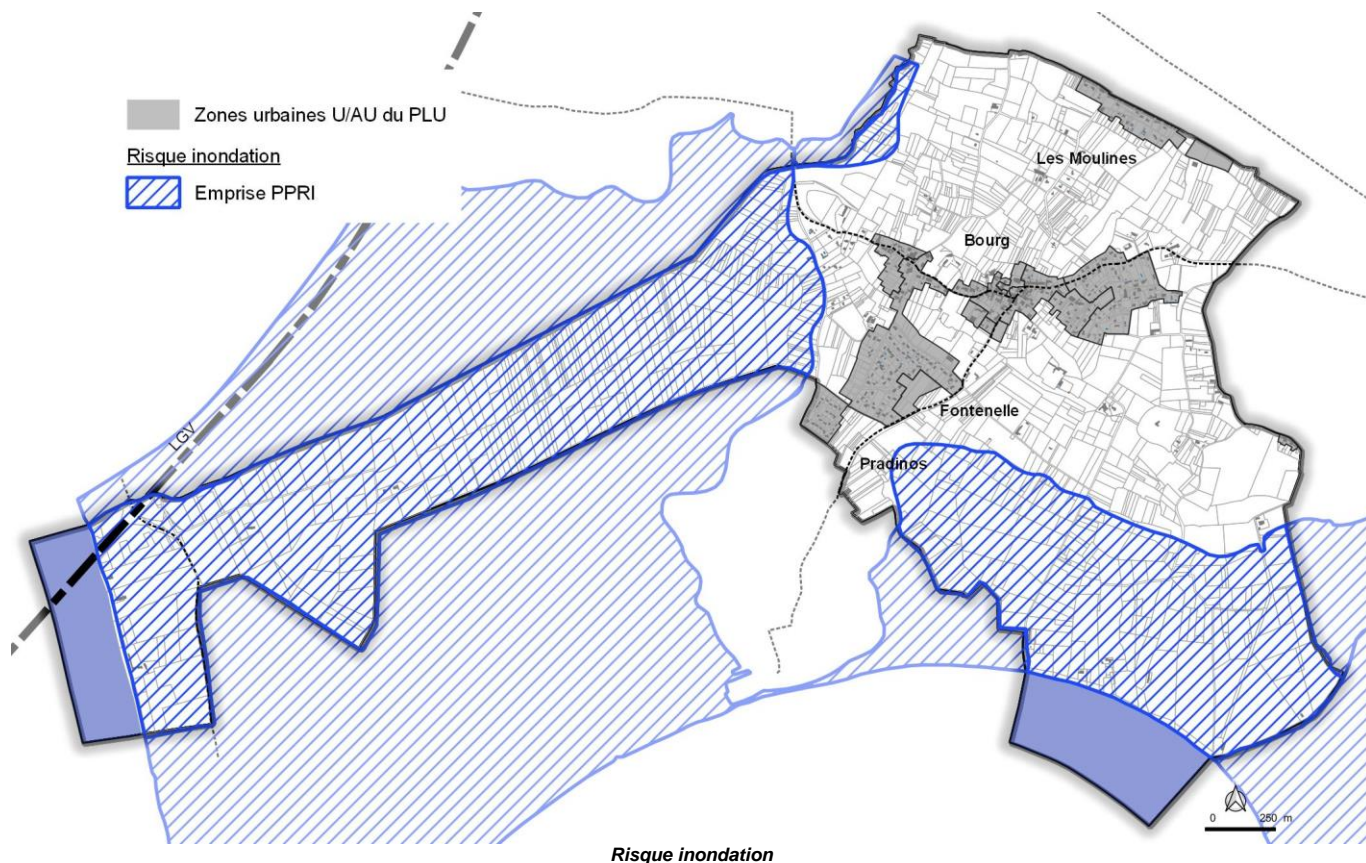 Zones urbaines U/AU du PLU
Risque inondation
Emprise PPRI
Les Moulines
Bourg
LGV
Fontenelle
Pradinos
0 250 m
Risque inondation